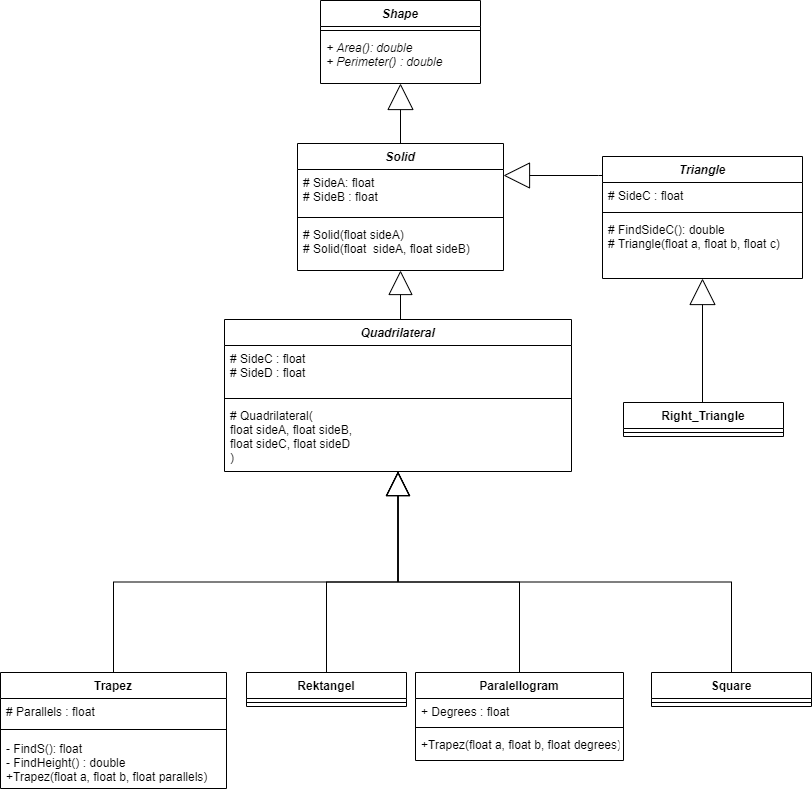 Shape
+ Area(): double
+ Perimeter() : double
Solid
# SideA: float
# SideB : float
# Solid(float sideA)
# Solid(float  sideA, float sideB)
Triangle
# SideC : float
# FindSideC(): double
# Triangle(float a, float b, float c)
Quadrilateral
# SideC : float
# SideD : float
# Quadrilateral(
float sideA, float sideB,
float sideC, float sideD
)
Right_Triangle
Trapez
# Parallels : float
- FindS(): float
- FindHeight() : double
+Trapez(float a, float b, float parallels)
Rektangel
Paralellogram
+ Degrees : float
+Trapez(float a, float b, float degrees)
Square